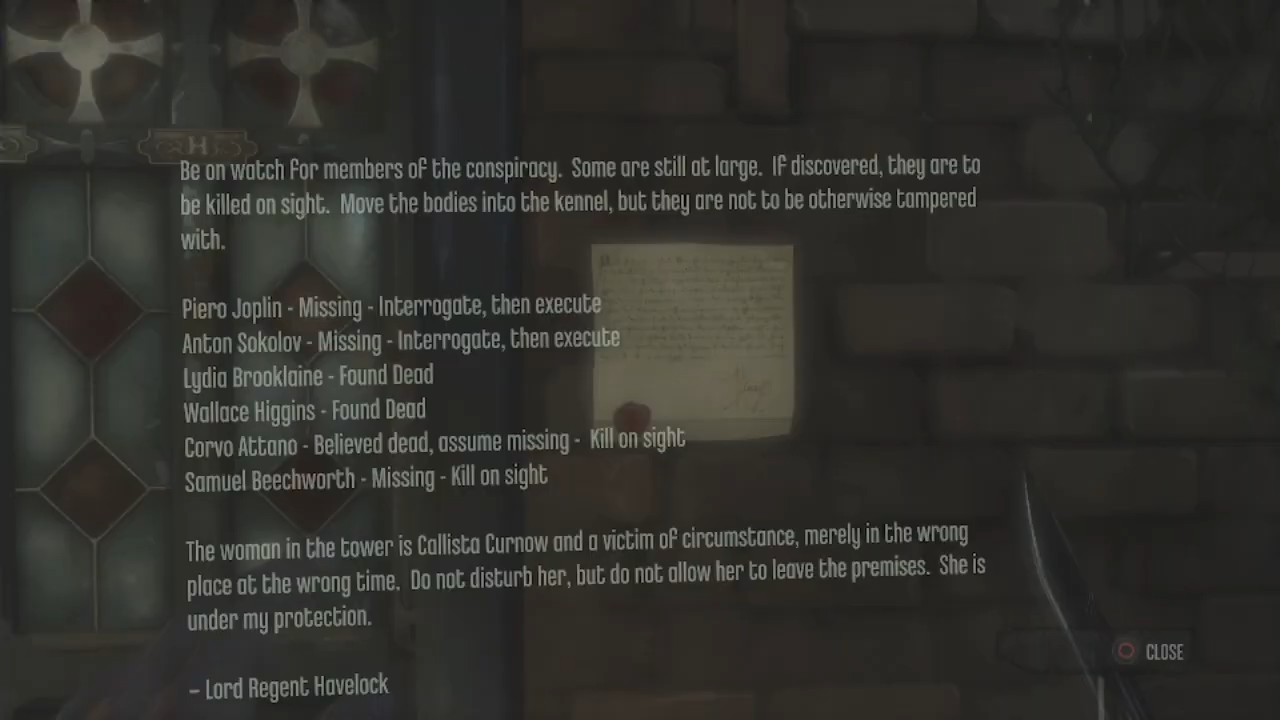 H
Be on watch for members of the conspiracy. Some are still at large. If discovered, they are to
be killed on sight. Move the bodies into the kennel, but they are not to be otherwise tampered
with.
Piero Joplin - Missing - Interrogate, then execute
Anton Sokolov - Missing - Interrogate, then execute
Lydia Brooklaine - Found Dead
Wallace Higgins - Found Dead
Corvo Attano - Believed dead, assume missing - Kill on sight
Samuel Beechworth - Missing - Kill on sight
The woman in the tower is Callista Curnow and a victim of circumstance, merely in the wrong
place at the wrong time. Do not disturb her, but do not allow her to leave the premises. She is
under my protection.
– Lord Regent Havelock
CLOSE